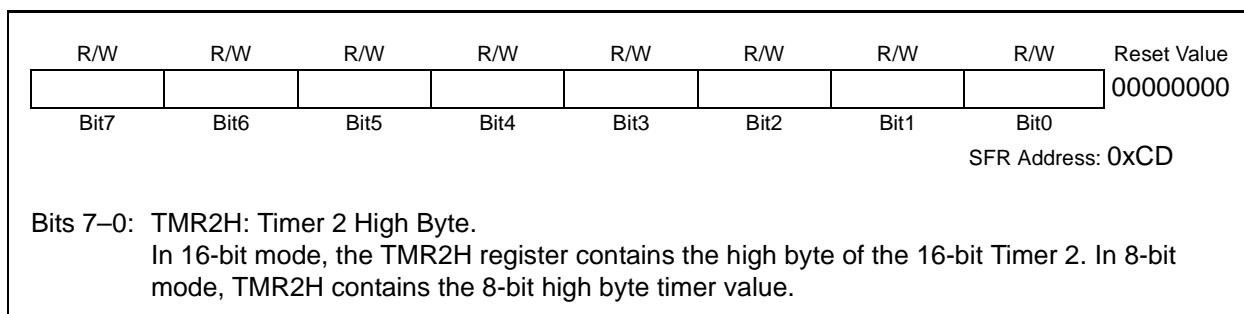 R/W R/W R/W R/W R/W R/W R/W R/W Reset Value
00000000
Bit7 Bit6 Bit5 Bit4 Bit3 Bit2 Bit1 Bit0
SFR Address: 0xCD
Bits 7–0: TMR2H: Timer 2 High Byte.
In 16-bit mode, the TMR2H register contains the high byte of the 16-bit Timer 2. In 8-bit
mode, TMR2H contains the 8-bit high byte timer value.